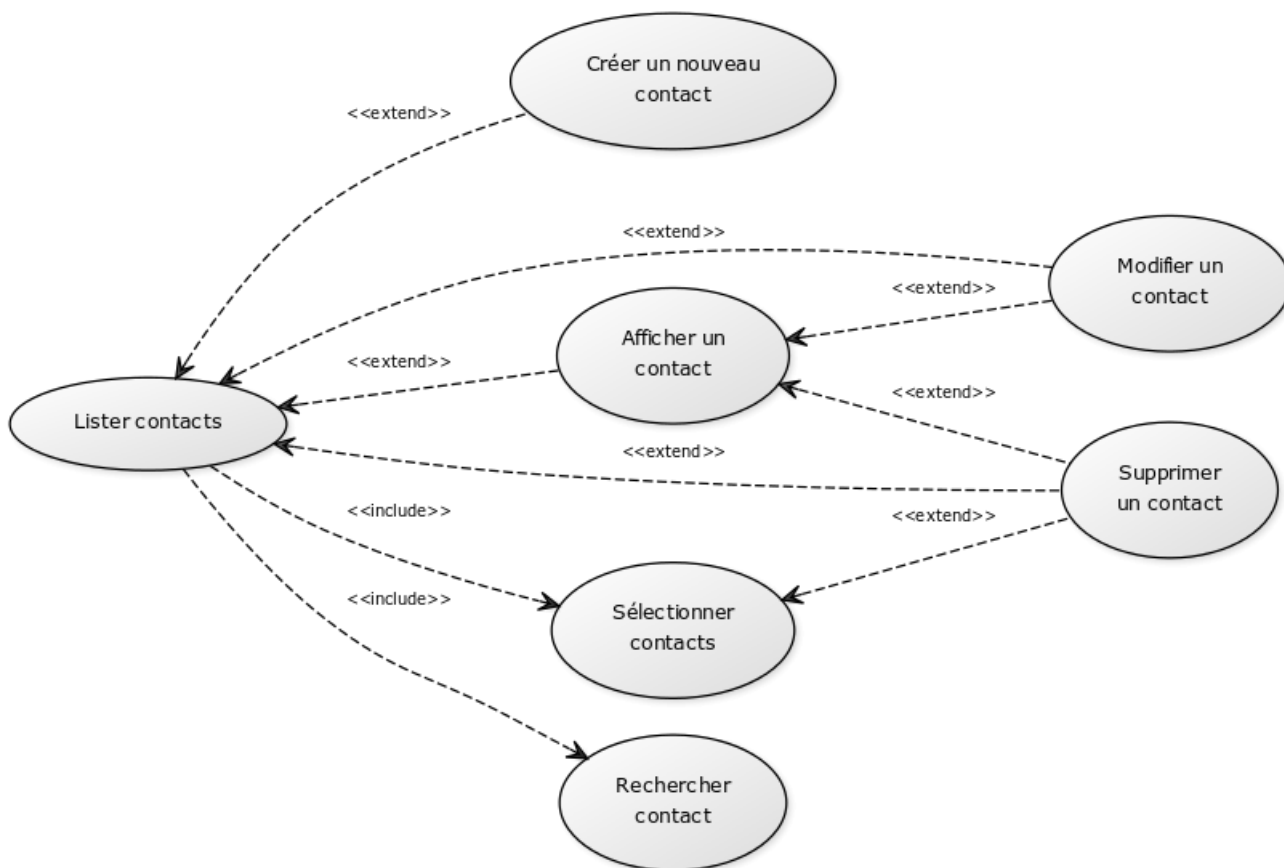 Créer un nouveau
contact
<<extend>>
<<extend>>
Modifier un
contact
<<extend>>
Afficher un
contact
<<extend>>
<<extend>>
Lister contacts
<<extend>>
Supprimer
un contact
<<include>>
<<extend>>
<<include>>
Sélectionner
contacts
Rechercher
contact